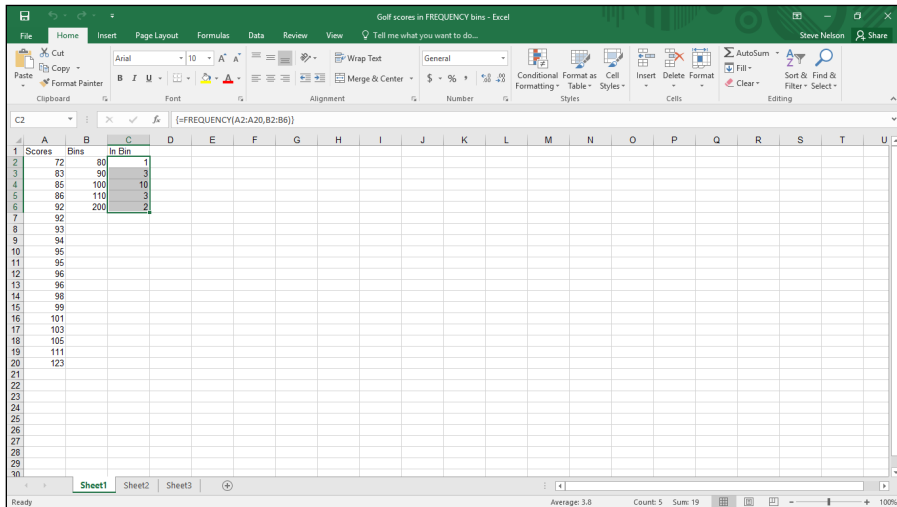 Golf scores in FREQUENCY bins - Excel
File Home Insert Page Layout Formulas Data Review View Tell me what you want to do... Steve Nelson Share
Cut
Copy
Format Painter
Paste
Clipboard
Arial 10
B I U
Font
Wrap Text
Merge & Center
Alignment
General
$ % ,
Number
Conditional Formatting
Format as Table
Cell Styles
Styles
Insert Delete Format
Cells
AutoSum
Fill
Clear
Sort & Filter
Find & Select
Editing
C2 fx {=FREQUENCY(A2:A20,B2:B6)}
A B C D E F G H I J K L M N O P Q R S T U
1 Scores Bins In Bin
2 72 80 1
3 83 90 3
4 85 100 10
5 86 110 3
6 92 200 2
7 92
8 93
9 94
10 95
11 95
12 96
13 96
14 98
15 99
16 101
17 103
18 105
19 111
20 123
21
22
23
24
25
26
27
28
29
30
Sheet1 Sheet2 Sheet3
Ready Average: 3.8 Count: 5 Sum: 19 100%